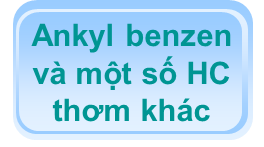 Ankyl benzen
và một số HC
thơm khác